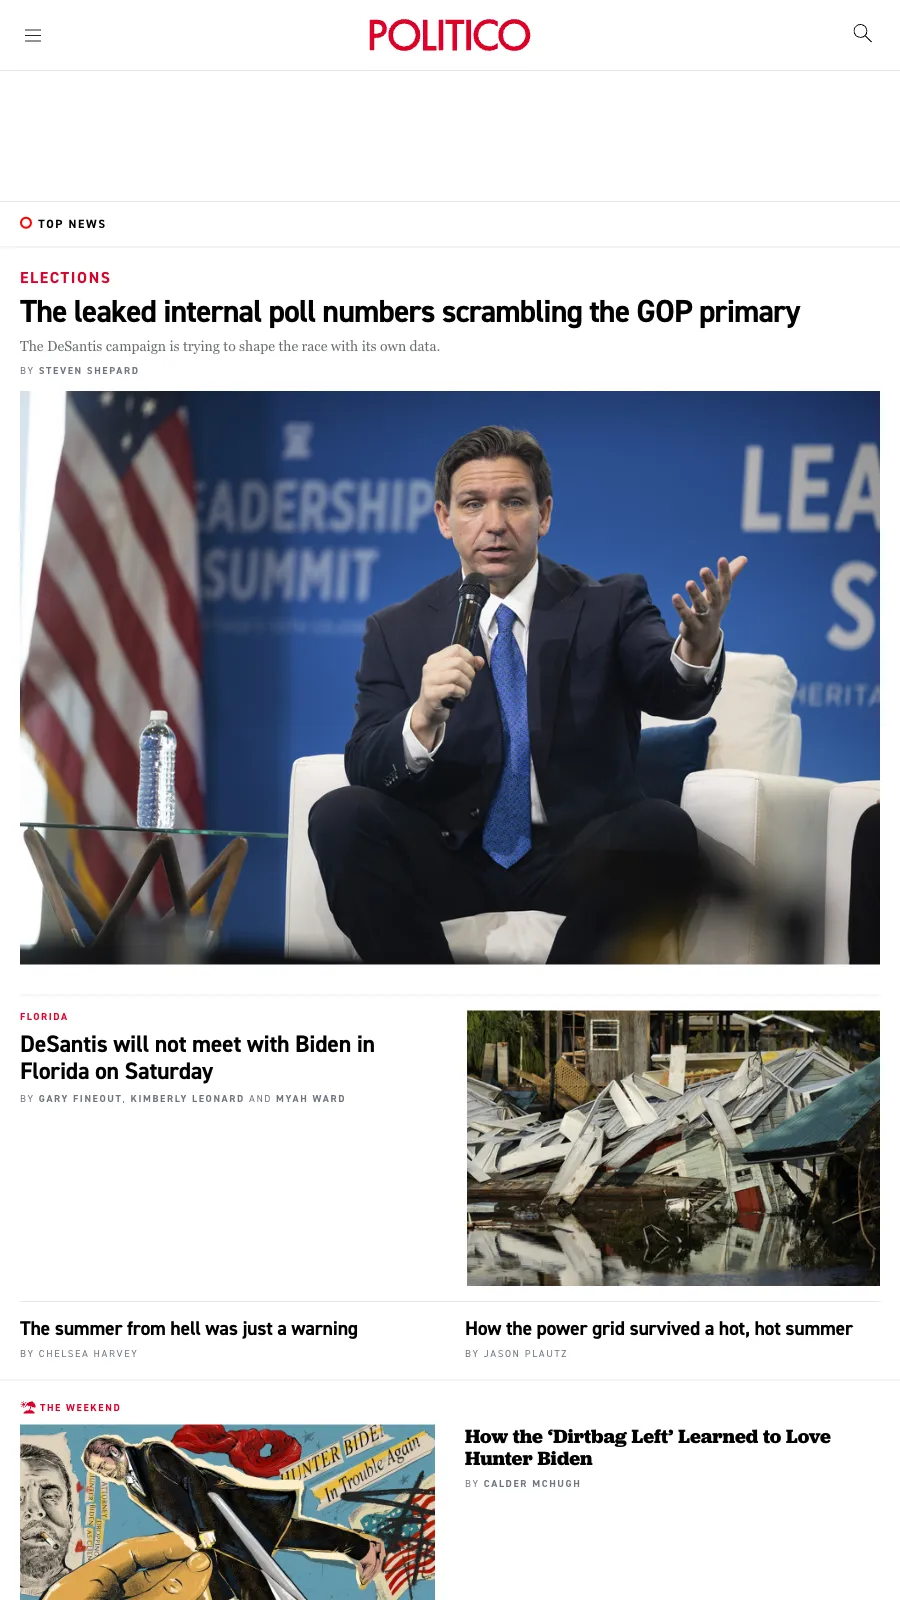 POLITICO
TOP NEWS
ELECTIONS
The leaked internal poll numbers scrambling the GOP primary
The DeSantis campaign is trying to shape the race with its own data.
BY STEVEN SHEPARD
LEADERSHIP
SUMMIT
LEA
S
HERITA
FLORIDA
DeSantis will not meet with Biden in
Florida on Saturday
BY GARY FINEOUT, KIMBERLY LEONARD AND MYAH WARD
The summer from hell was just a warning
BY CHELSEA HARVEY
How the power grid survived a hot, hot summer
BY JASON PLAUTZ
THE WEEKEND
HUNTER BIDEN
In Trouble Again
How the ‘Dirtbag Left’ Learned to Love
Hunter Biden
BY CALDER MCHUGH